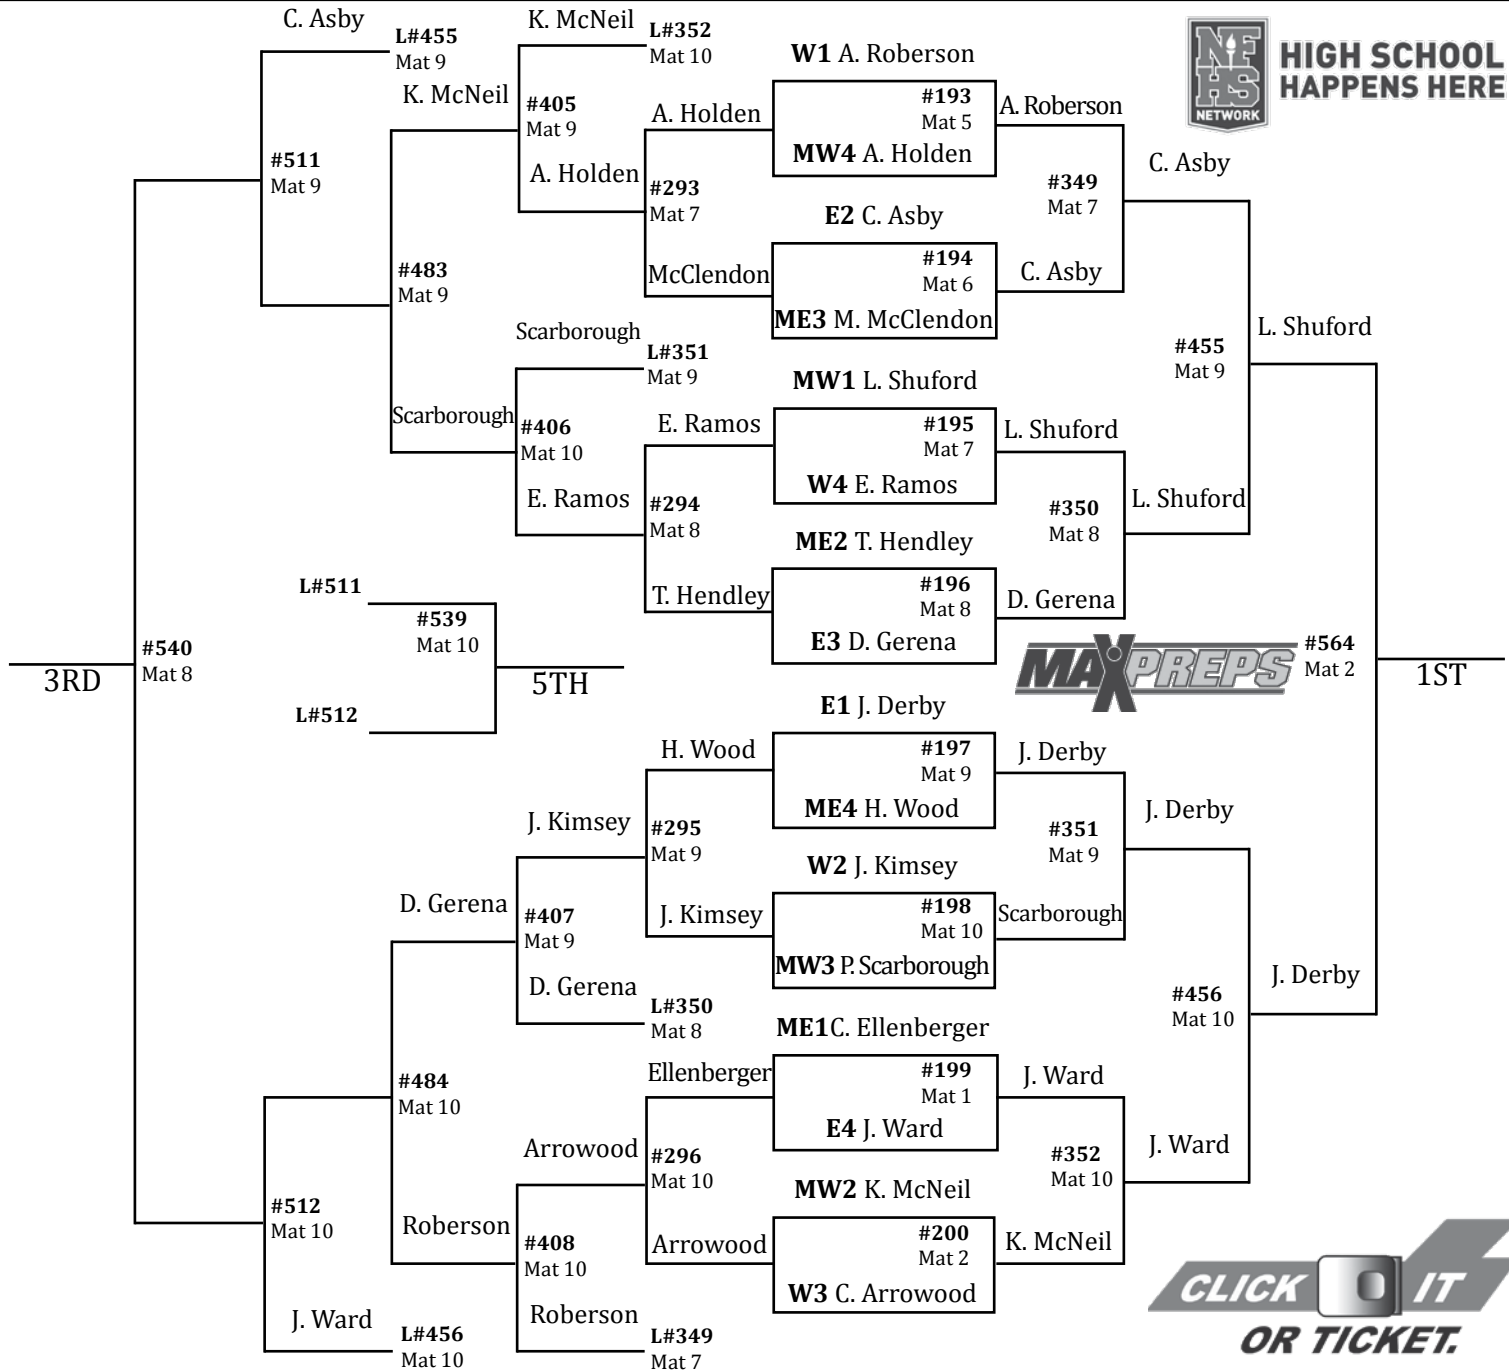 C. Asby
L#455
Mat 9
K. McNeil
L#352
Mat 10
K. McNeil
#405
Mat 9
A. Holden
#511
Mat 9
A. Holden
#293
Mat 7
#483
Mat 9
McClendon
Scarborough
L#351
Mat 9
Scarborough
#406
Mat 10
E. Ramos
E. Ramos
#294
Mat 8
T. Hendley
L#511
#539
Mat 10
L#512
5TH
#540
Mat 8
3RD
W1 A. Roberson
#193
Mat 5
MW4 A. Holden
A. Roberson
E2 C. Asby
#194
Mat 6
ME3 M. McClendon
C. Asby
#349
Mat 7
C. Asby
MW1 L. Shuford
#195
Mat 7
W4 E. Ramos
L. Shuford
ME2 T. Hendley
#196
Mat 8
E3 D. Gerena
D. Gerena
#350
Mat 8
L. Shuford
#455
Mat 9
L. Shuford
NFHS
NETWORK
HIGH SCHOOL
HAPPENS HERE
MAXPREPS
#564
Mat 2
1ST
E1 J. Derby
H. Wood
#197
Mat 9
ME4 H. Wood
J. Derby
J. Kimsey
#295
Mat 9
W2 J. Kimsey
J. Kimsey
#198
Mat 10
MW3 P. Scarborough
Scarborough
#351
Mat 9
J. Derby
D. Gerena
#407
Mat 9
D. Gerena
L#350
Mat 8
ME1C. Ellenberger
Ellenberger
#199
Mat 1
E4 J. Ward
J. Ward
#456
Mat 10
J. Derby
#484
Mat 10
Arrowood
#296
Mat 10
MW2 K. McNeil
Arrowood
#200
Mat 2
W3 C. Arrowood
K. McNeil
#352
Mat 10
J. Ward
#512
Mat 10
Roberson
#408
Mat 10
Roberson
L#349
Mat 7
J. Ward
L#456
Mat 10
CLICK IT
OR TICKET.